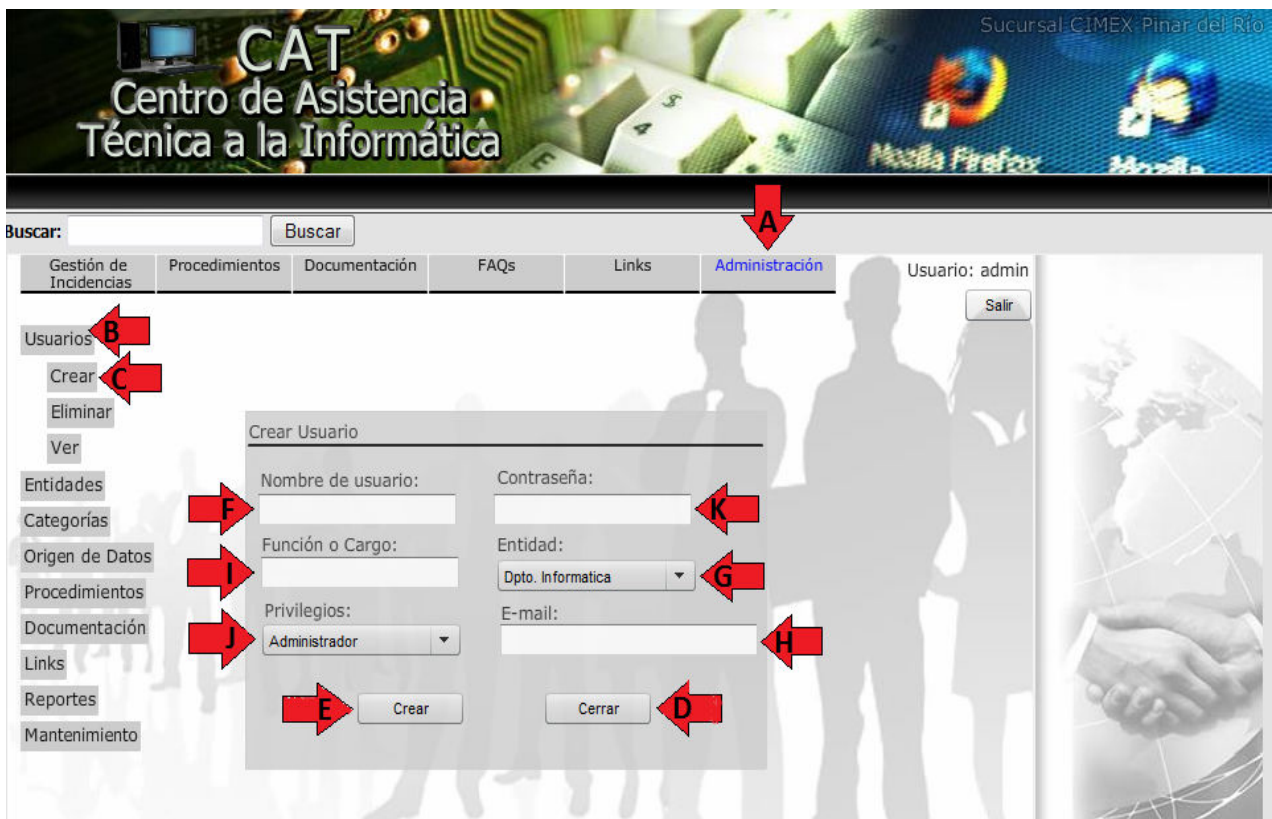 Sucursal CIMEX Pinar del Río
CAT
Centro de Asistencia
Técnica a la Informática
$
4
E
Mozilla Firefox
Mozilla
A
Buscar:
Buscar
Gestión de
Incidencias
Procedimientos
Documentación
FAQs
Links
Administración
Usuario: admin
Salir
Usuarios
B
Crear
C
Eliminar
Ver
Entidades
Categorías
Origen de Datos
Procedimientos
Documentación
Links
Reportes
Mantenimiento
Crear Usuario
Nombre de usuario:
Contraseña:
F
K
Función o Cargo:
Entidad:
I
Dpto. Informatica
G
Privilegios:
E-mail:
J
Administrador
H
E
Crear
Cerrar
D